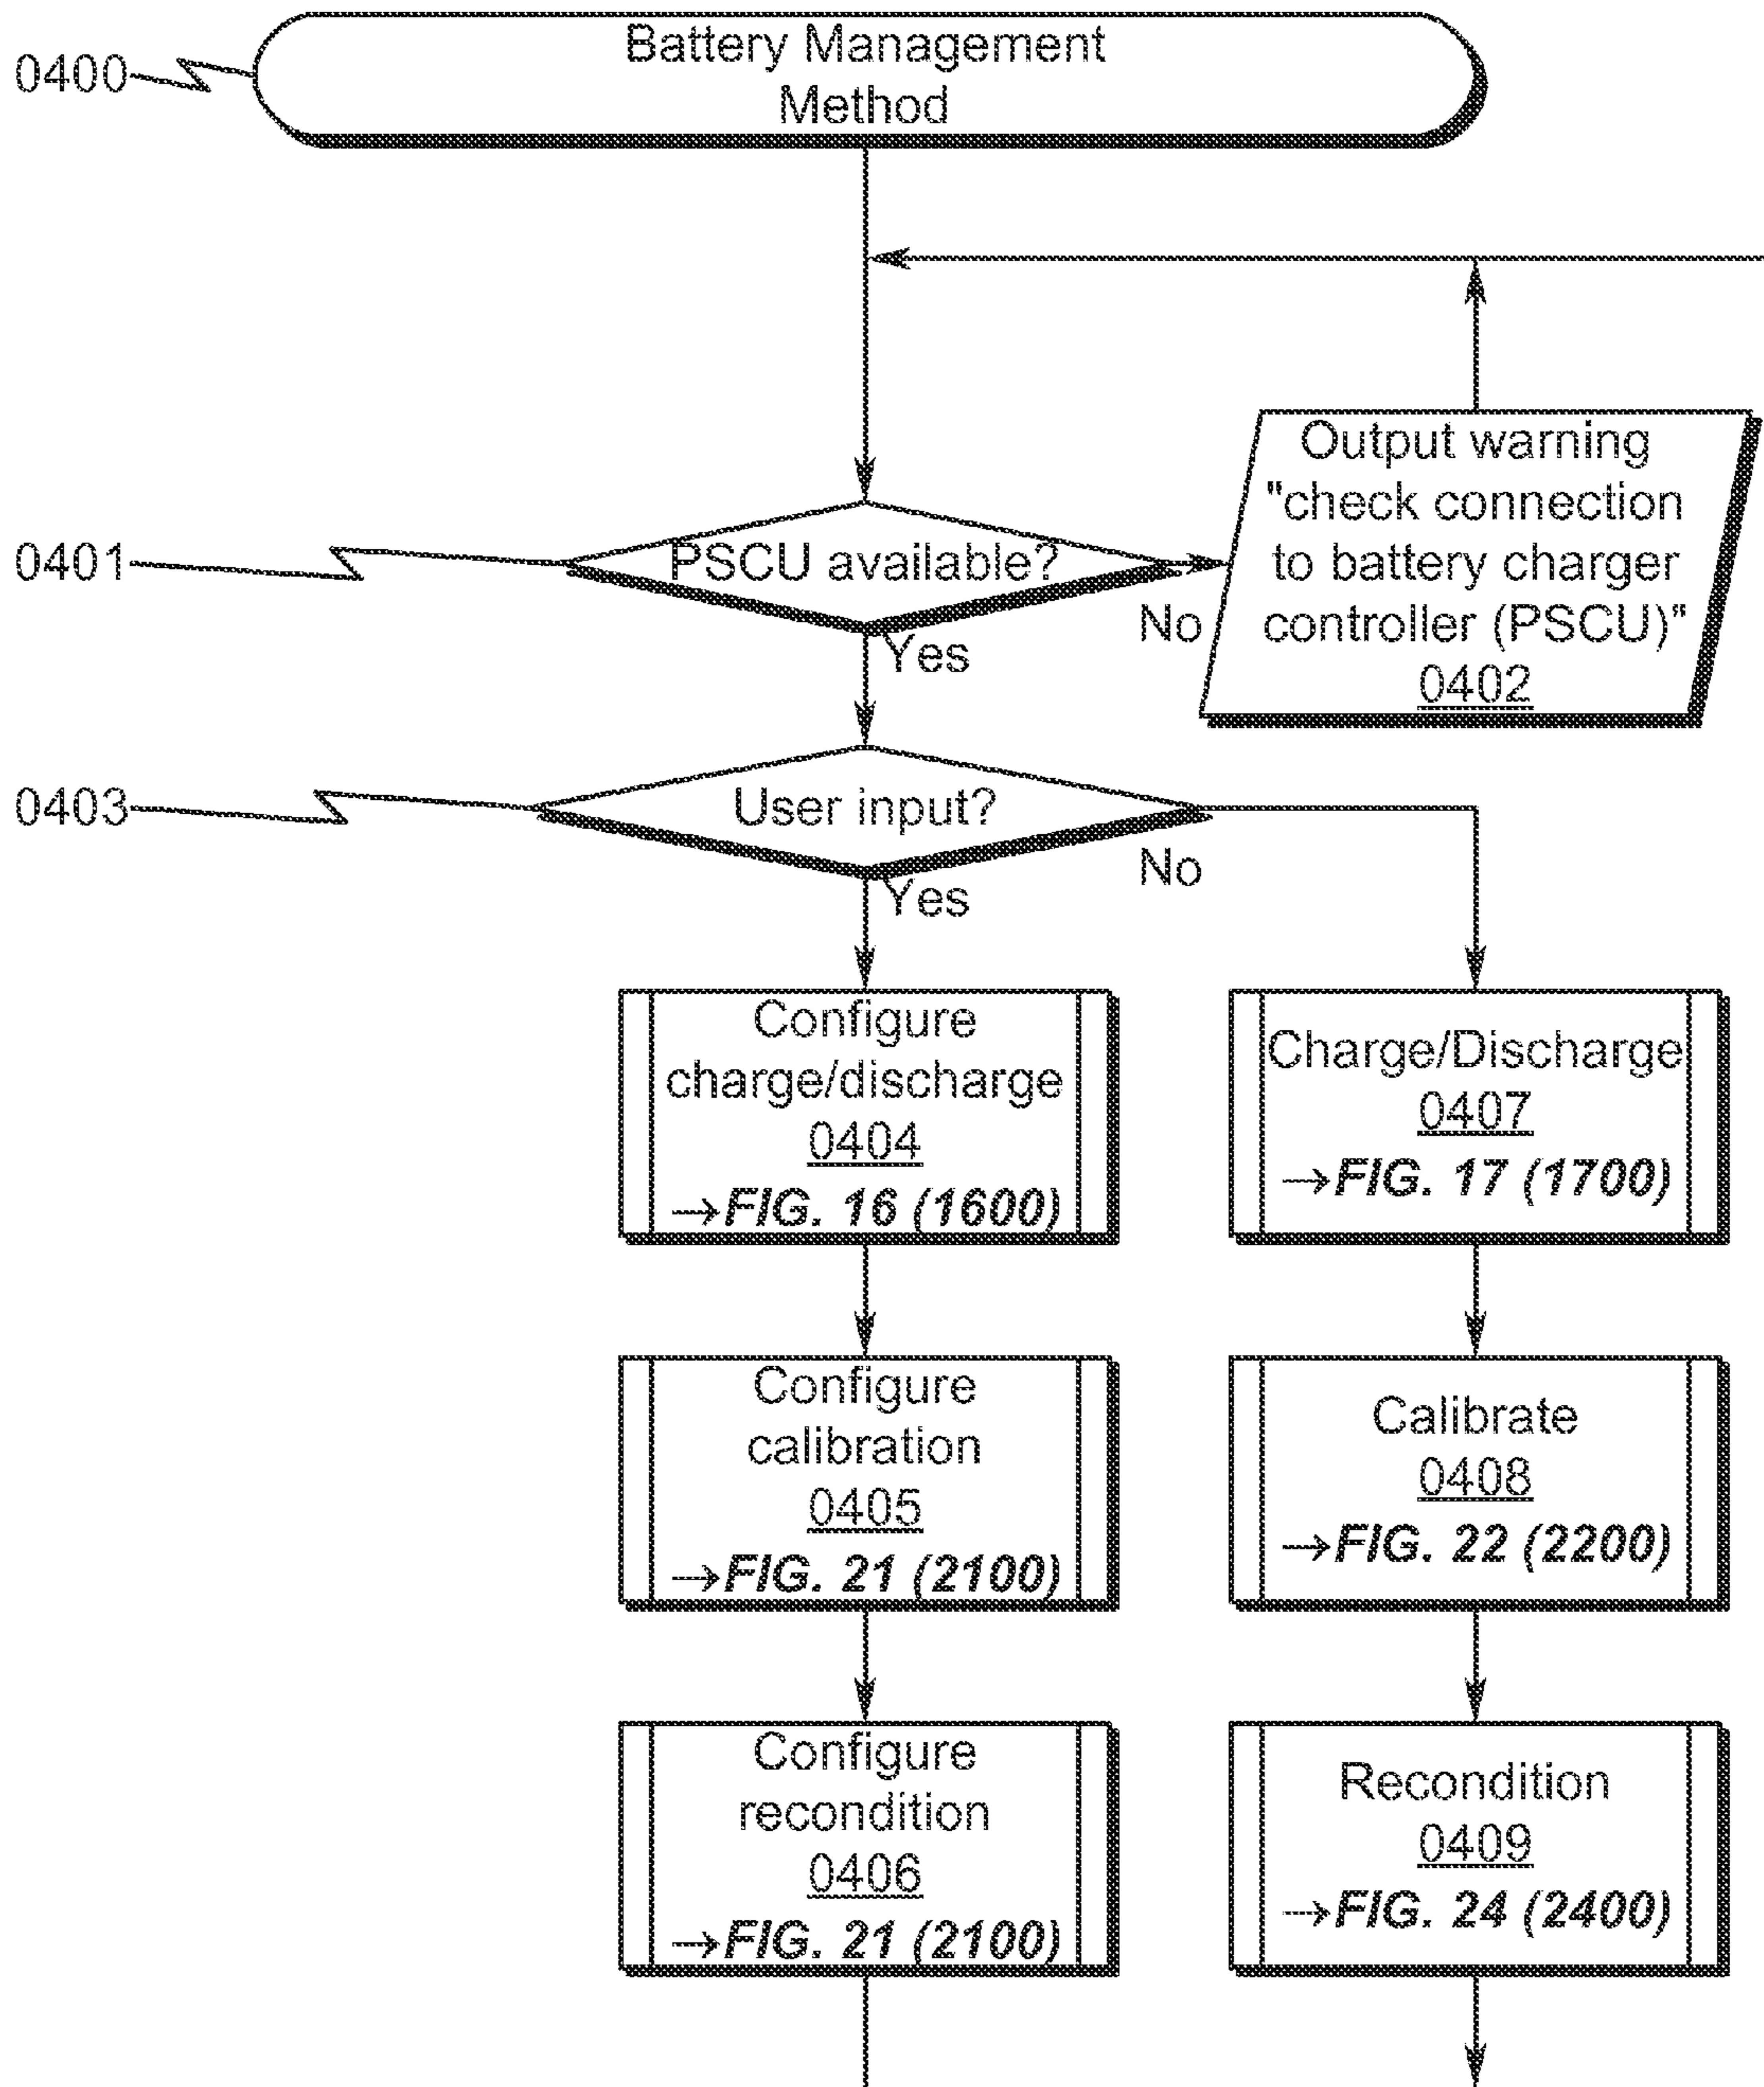 0400
Battery Management
Method
0401
PSCU available?
No
Yes
Output warning
"check connection
to battery charger
controller (PSCU)"
0402
0403
User input?
No
Yes
Configure
charge/discharge
0404
→FIG. 16 (1600)
Charge/Discharge
0407
→FIG. 17 (1700)
Configure
calibration
0405
→FIG. 21 (2100)
Calibrate
0408
→FIG. 22 (2200)
Configure
recondition
0406
→FIG. 21 (2100)
Recondition
0409
→FIG. 24 (2400)